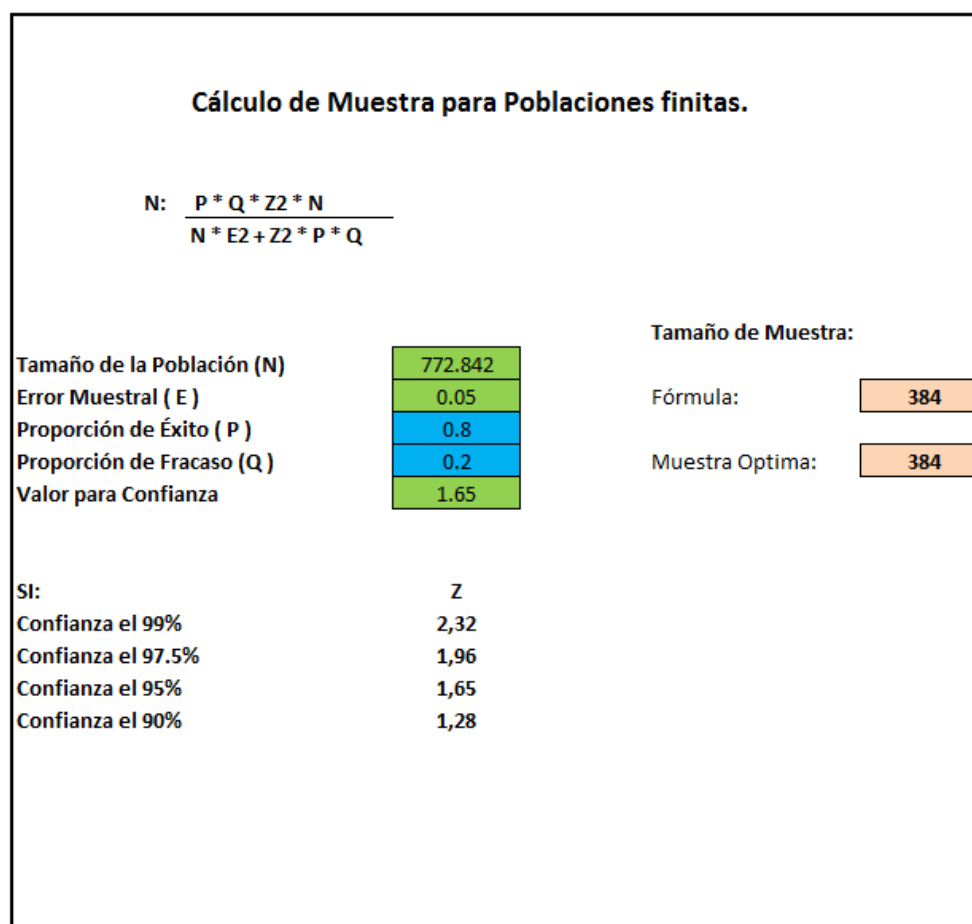 Cálculo de Muestra para Poblaciones finitas.
N: P * Q * Z2 * N
N * E2 + Z2 * P * Q
Tamaño de Muestra:
Tamaño de la Población (N) 772.842
Error Muestral ( E ) 0.05 Fórmula: 384
Proporción de Éxito ( P ) 0.8
Proporción de Fracaso (Q ) 0.2 Muestra Optima: 384
Valor para Confianza 1.65
SI: Z
Confianza el 99% 2,32
Confianza el 97.5% 1,96
Confianza el 95% 1,65
Confianza el 90% 1,28